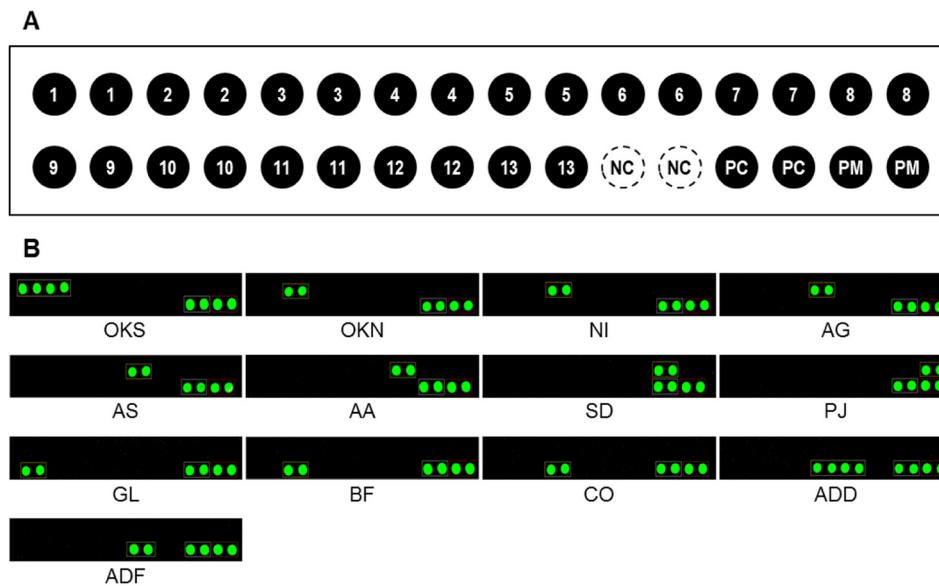 A
1 1 2 2 3 3 4 4 5 5 6 6 7 7 8 8
9 9 10 10 11 11 12 12 13 13 NC NC PC PC PM PM
B
OKS OKN NI AG
AS AA SD PJ
GL BF CO ADD
ADF